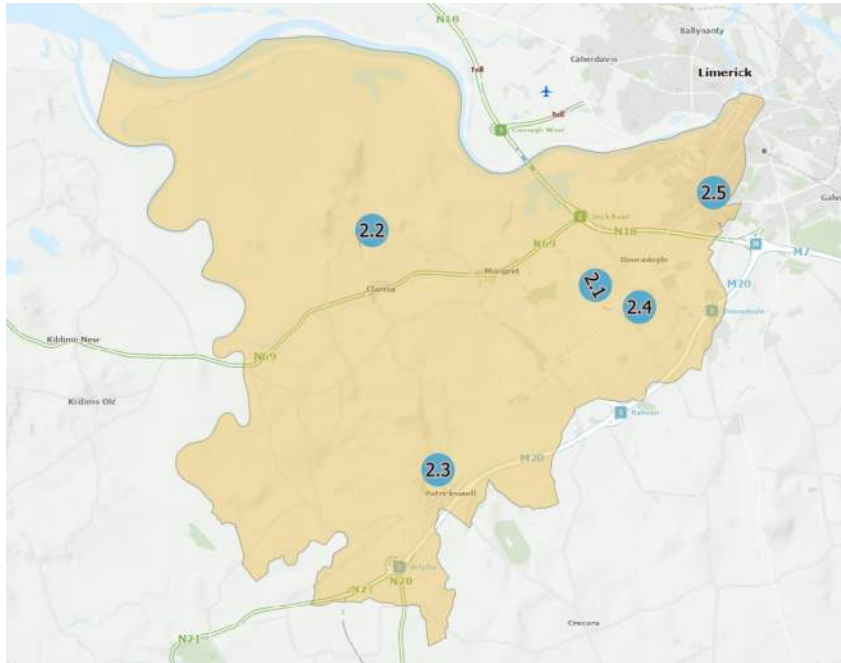 N18
Ballynanty
Caherdavin
Limerick
Toll
Toll
Coonagh West
2.5
2.2
Dock Road
N18
N69
M7
Dooradoyle
Mungret
2.1
M20
Clarina
2.4
Dooradoyle
Kildimo New
N69
Kildimo Old
Raheen
M20
2.3
Patrickswell
Attyflin
N21
N20
Crecora
N21